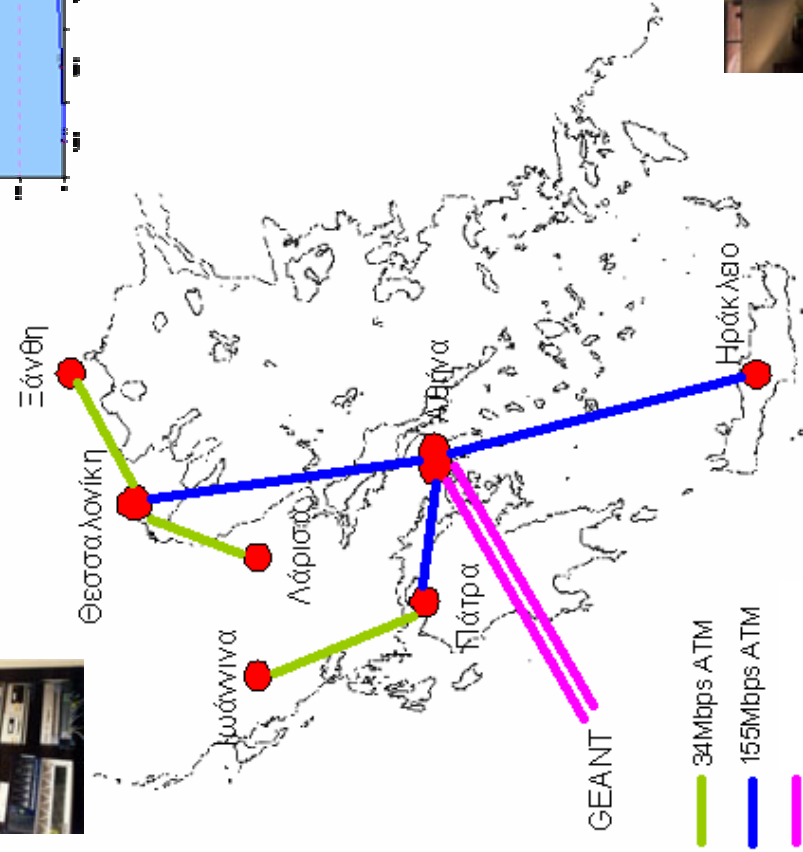 Ξάνθη
Θεσσαλονίκη
Λάρισα
Ιωάννινα
Αθήνα
Πάτρα
Ηράκλειο
GEANT
34Mbps ATM
155Mbps ATM